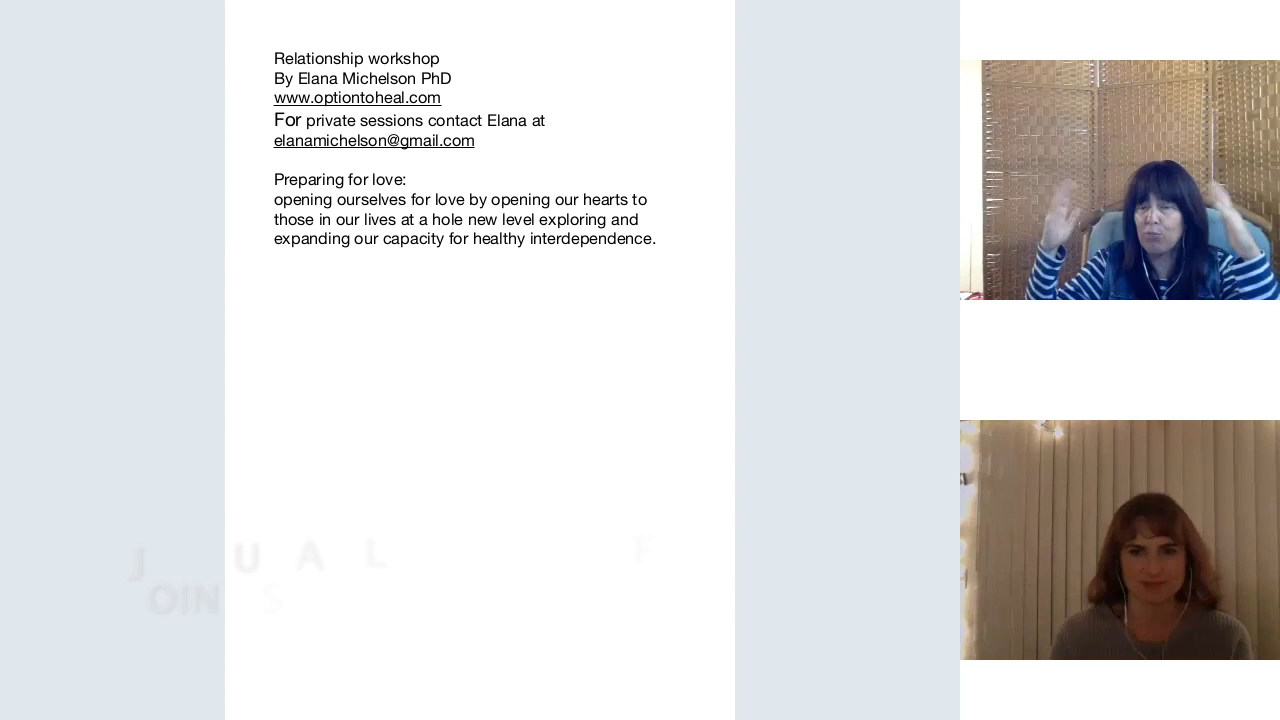 Relationship workshop
By Elana Michelson PhD
www.optiontoheal.com
For private sessions contact Elana at
elanamichelson@gmail.com
Preparing for love:
opening ourselves for love by opening our hearts to
those in our lives at a hole new level exploring and
expanding our capacity for healthy interdependence.
J U A L F
OIN S